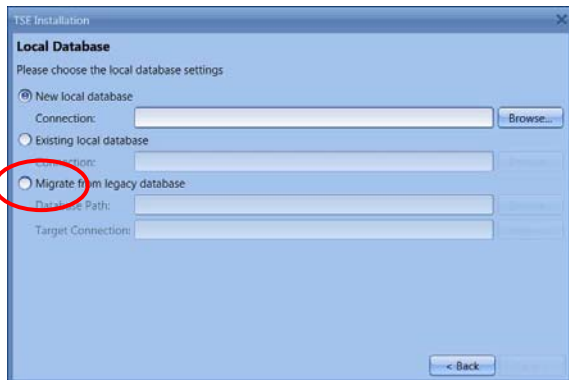 TSE Installation
Local Database
Please choose the local database settings
New local database
Connection:
Browse...
Existing local database
Connection:
Migrate from legacy database
Database Path:
Target Connection:
< Back